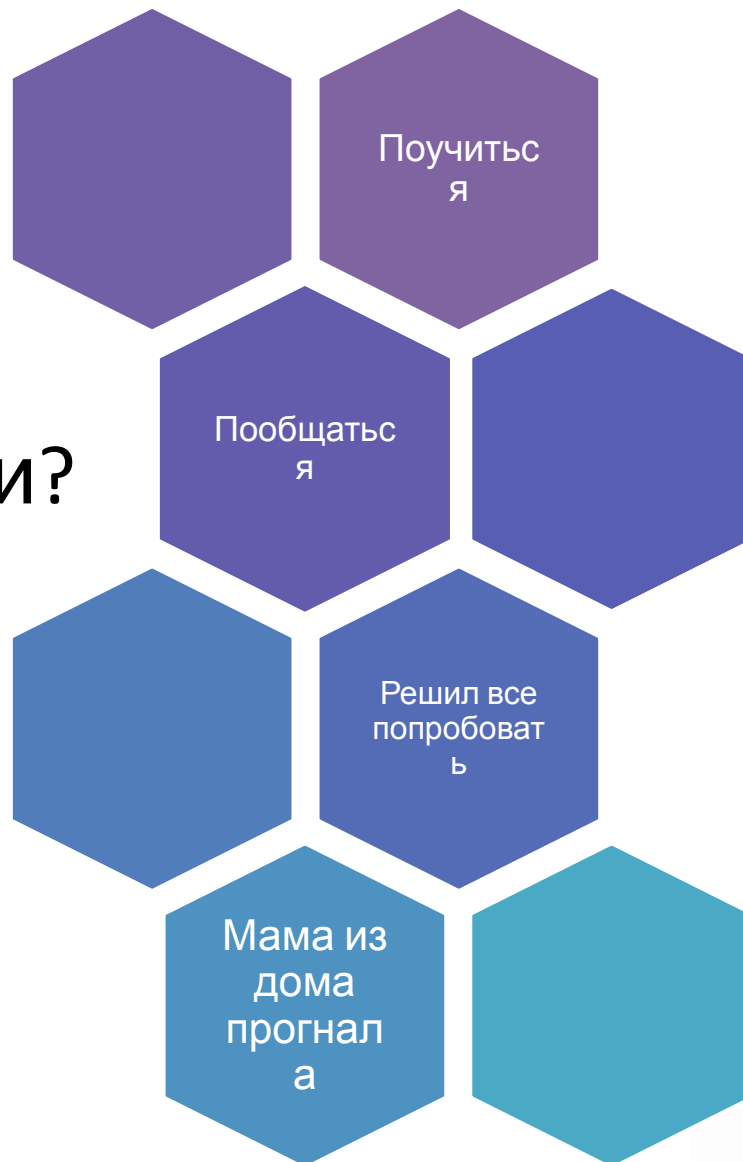 Поучитьс
я
Пообщатьс
я
и?
Решил все
попробоват
ь
Мама из
дома
прогнал
а